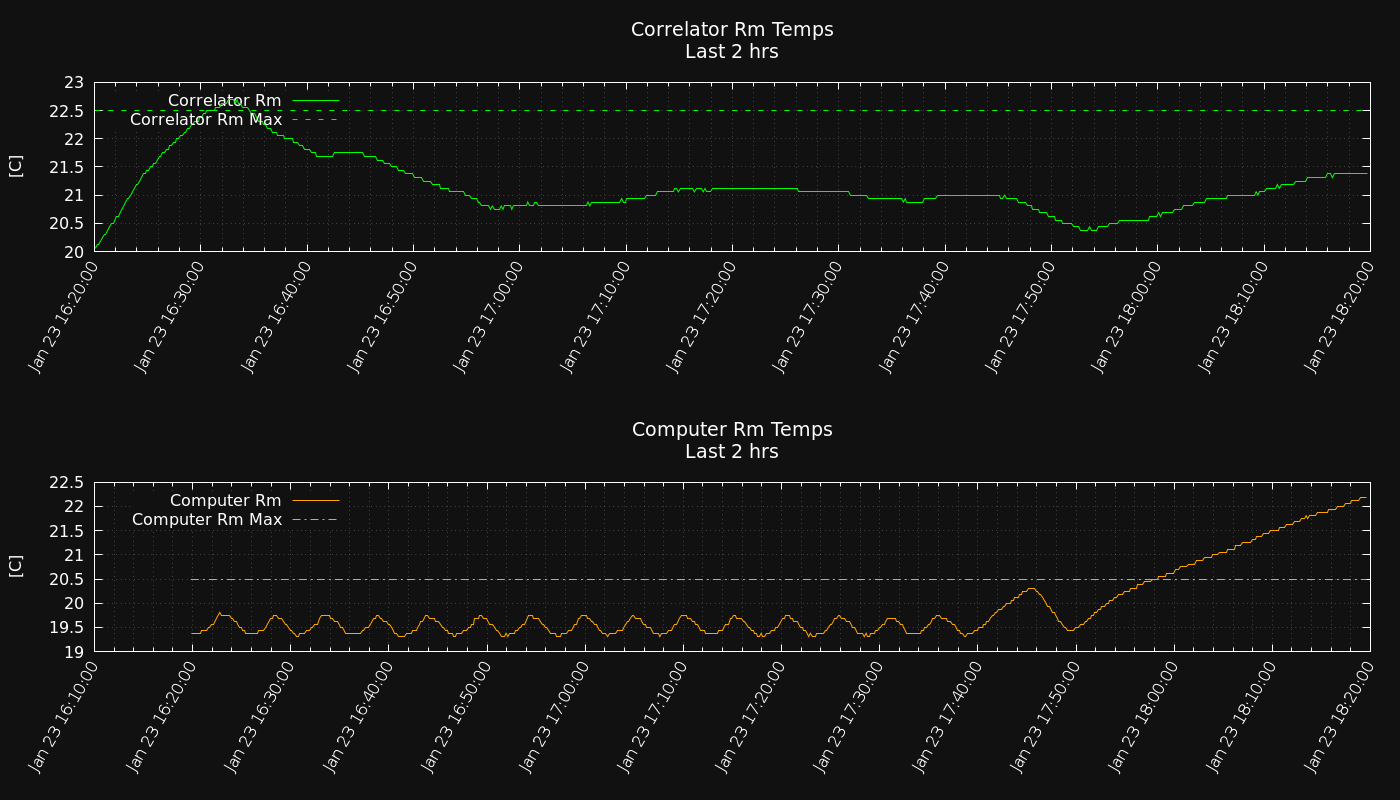 Correlator Rm Temps
Last 2 hrs
[C]
23
22.5
22
21.5
21
20.5
20
Correlator Rm
Correlator Rm Max
Jan 23 16:20:00
Jan 23 16:30:00
Jan 23 16:40:00
Jan 23 16:50:00
Jan 23 17:00:00
Jan 23 17:10:00
Jan 23 17:20:00
Jan 23 17:30:00
Jan 23 17:40:00
Jan 23 17:50:00
Jan 23 18:00:00
Jan 23 18:10:00
Jan 23 18:20:00
Computer Rm Temps
Last 2 hrs
[C]
22.5
22
21.5
21
20.5
20
19.5
19
Computer Rm
Computer Rm Max
Jan 23 16:10:00
Jan 23 16:20:00
Jan 23 16:30:00
Jan 23 16:40:00
Jan 23 16:50:00
Jan 23 17:00:00
Jan 23 17:10:00
Jan 23 17:20:00
Jan 23 17:30:00
Jan 23 17:40:00
Jan 23 17:50:00
Jan 23 18:00:00
Jan 23 18:10:00
Jan 23 18:20:00